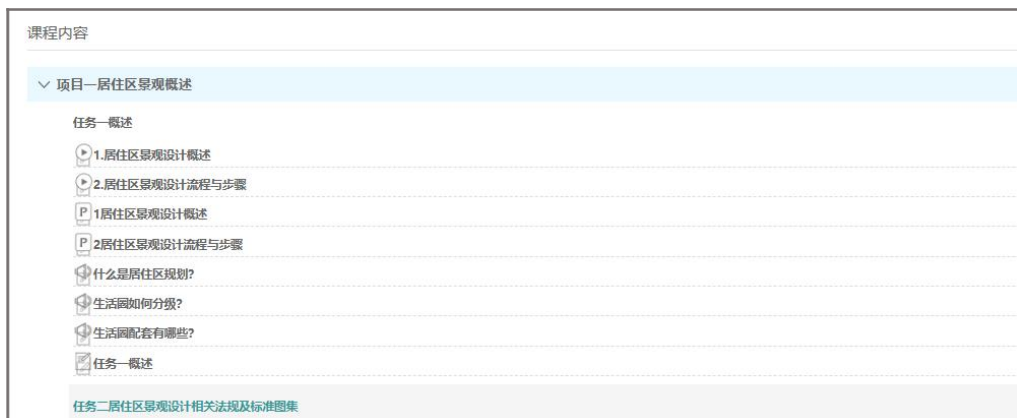 课程内容
项目一居住区景观概述
任务一概述
1.居住区景观设计概述
2.居住区景观设计流程与步骤
P 1居住区景观设计概述
P 2居住区景观设计流程与步骤
什么是居住区规划?
生活圈如何分级?
生活圈配套有哪些?
任务一概述
任务二居住区景观设计相关法规及标准图集